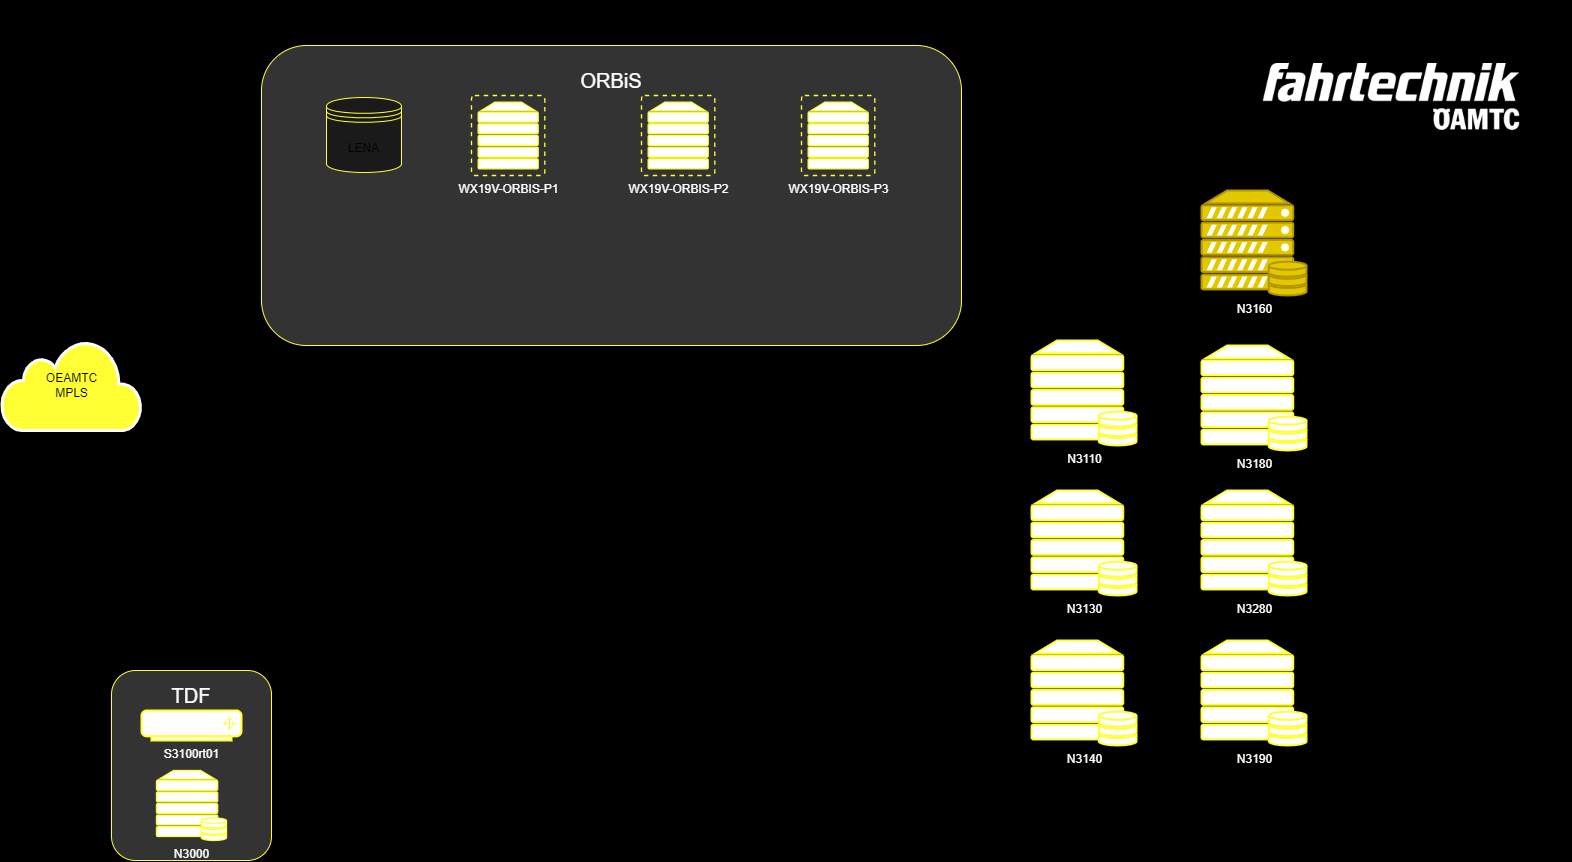 ORBiS
LENA
WX19V-ORBIS-P1
WX19V-ORBIS-P2
WX19V-ORBIS-P3
fahrtechnik
ÖAMTC
N3160
OEAMTC
MPLS
N3110
N3180
N3130
N3280
TDF
S3100rt01
N3000
N3140
N3190